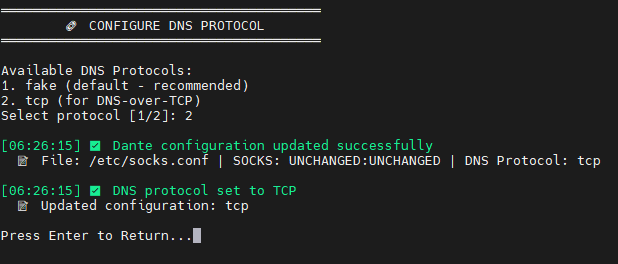 CONFIGURE DNS PROTOCOL
Available DNS Protocols:
1. fake (default - recommended)
2. tcp (for DNS-over-TCP)
Select protocol [1/2]: 2
[06:26:15] ✅ Dante configuration updated successfully
📝 File: /etc/socks.conf | SOCKS: UNCHANGED:UNCHANGED | DNS Protocol: tcp
[06:26:15] ✅ DNS protocol set to TCP
📝 Updated configuration: tcp
Press Enter to Return...